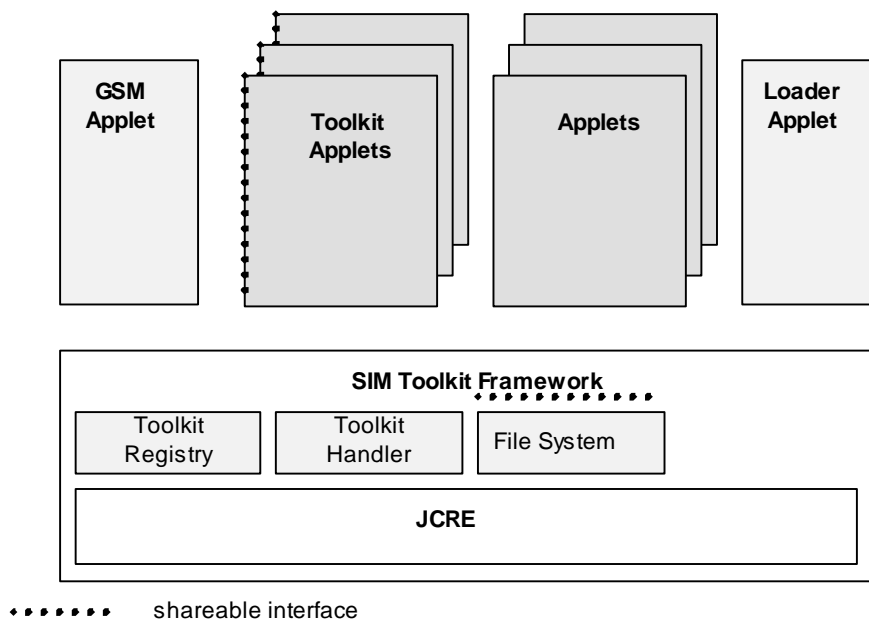 GSM
Applet
Toolkit
Applets
Applets
Loader
Applet
SIM Toolkit Framework
Toolkit
Registry
Toolkit
Handler
File System
JCRE
shareable interface